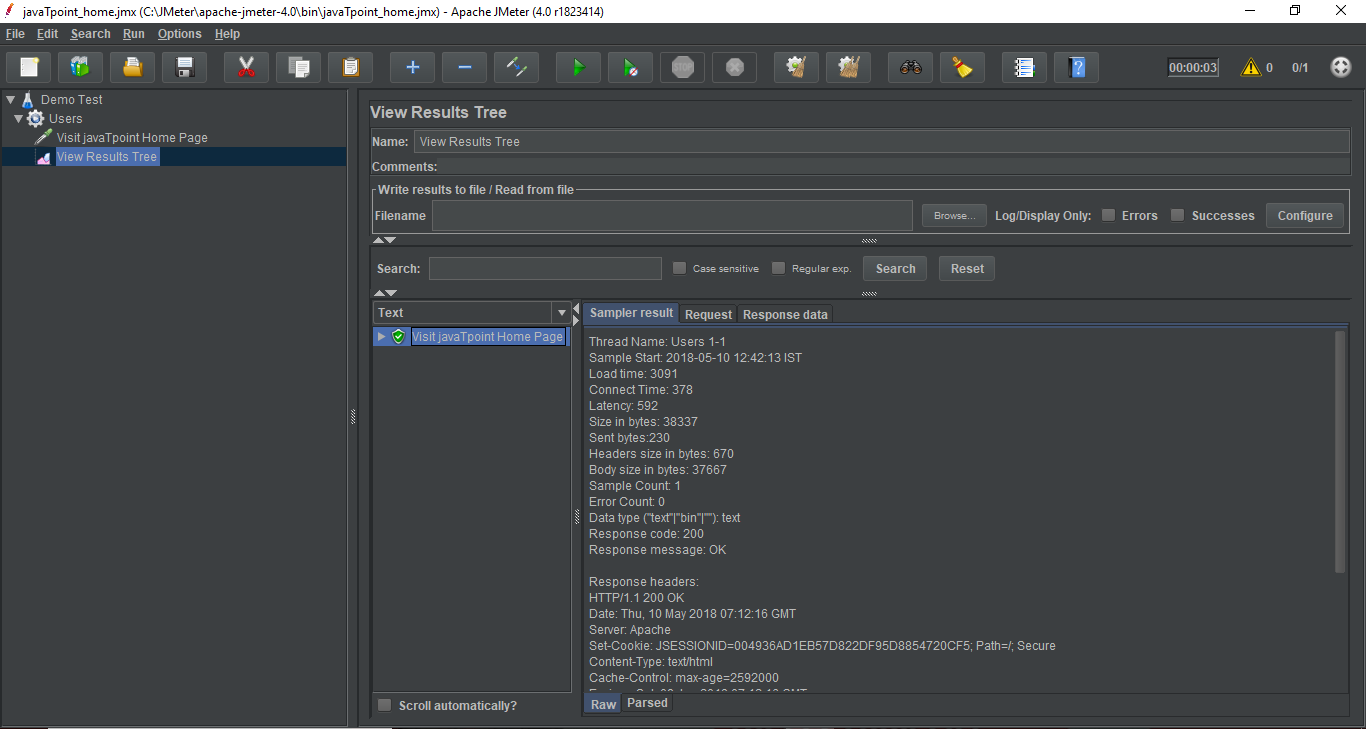 javaTpoint_home.jmx (C:\JMeter\apache-jmeter-4.0\bin\javaTpoint_home.jmx) - Apache JMeter (4.0 r1823414)
File Edit Search Run Options Help
STOP 00:00:03 0 0/1
Demo Test
Users
Visit javaTpoint Home Page
View Results Tree
View Results Tree
Name: View Results Tree
Comments:
Write results to file / Read from file
Filename Browse... Log/Display Only: Errors Successes Configure
Search: Case sensitive Regular exp. Search Reset
Text
Visit javaTpoint Home Page
Scroll automatically?
Sampler result Request Response data
Thread Name: Users 1-1
Sample Start: 2018-05-10 12:42:13 IST
Load time: 3091
Connect Time: 378
Latency: 592
Size in bytes: 38337
Sent bytes:230
Headers size in bytes: 670
Body size in bytes: 37667
Sample Count: 1
Error Count: 0
Data type ("text"|"bin"|""): text
Response code: 200
Response message: OK
Response headers:
HTTP/1.1 200 OK
Date: Thu, 10 May 2018 07:12:16 GMT
Server: Apache
Set-Cookie: JSESSIONID=004936AD1EB57D822DF95D8854720CF5; Path=/; Secure
Content-Type: text/html
Cache-Control: max-age=2592000
Raw Parsed